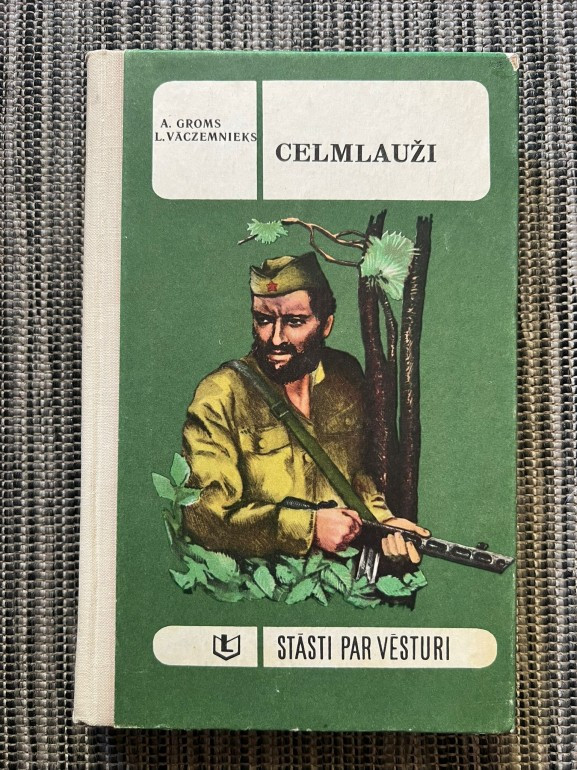 A. GROMS
L. VĀCZEMNIEKS
CELMLAUŽI
L
STĀSTI PAR VĒSTURI